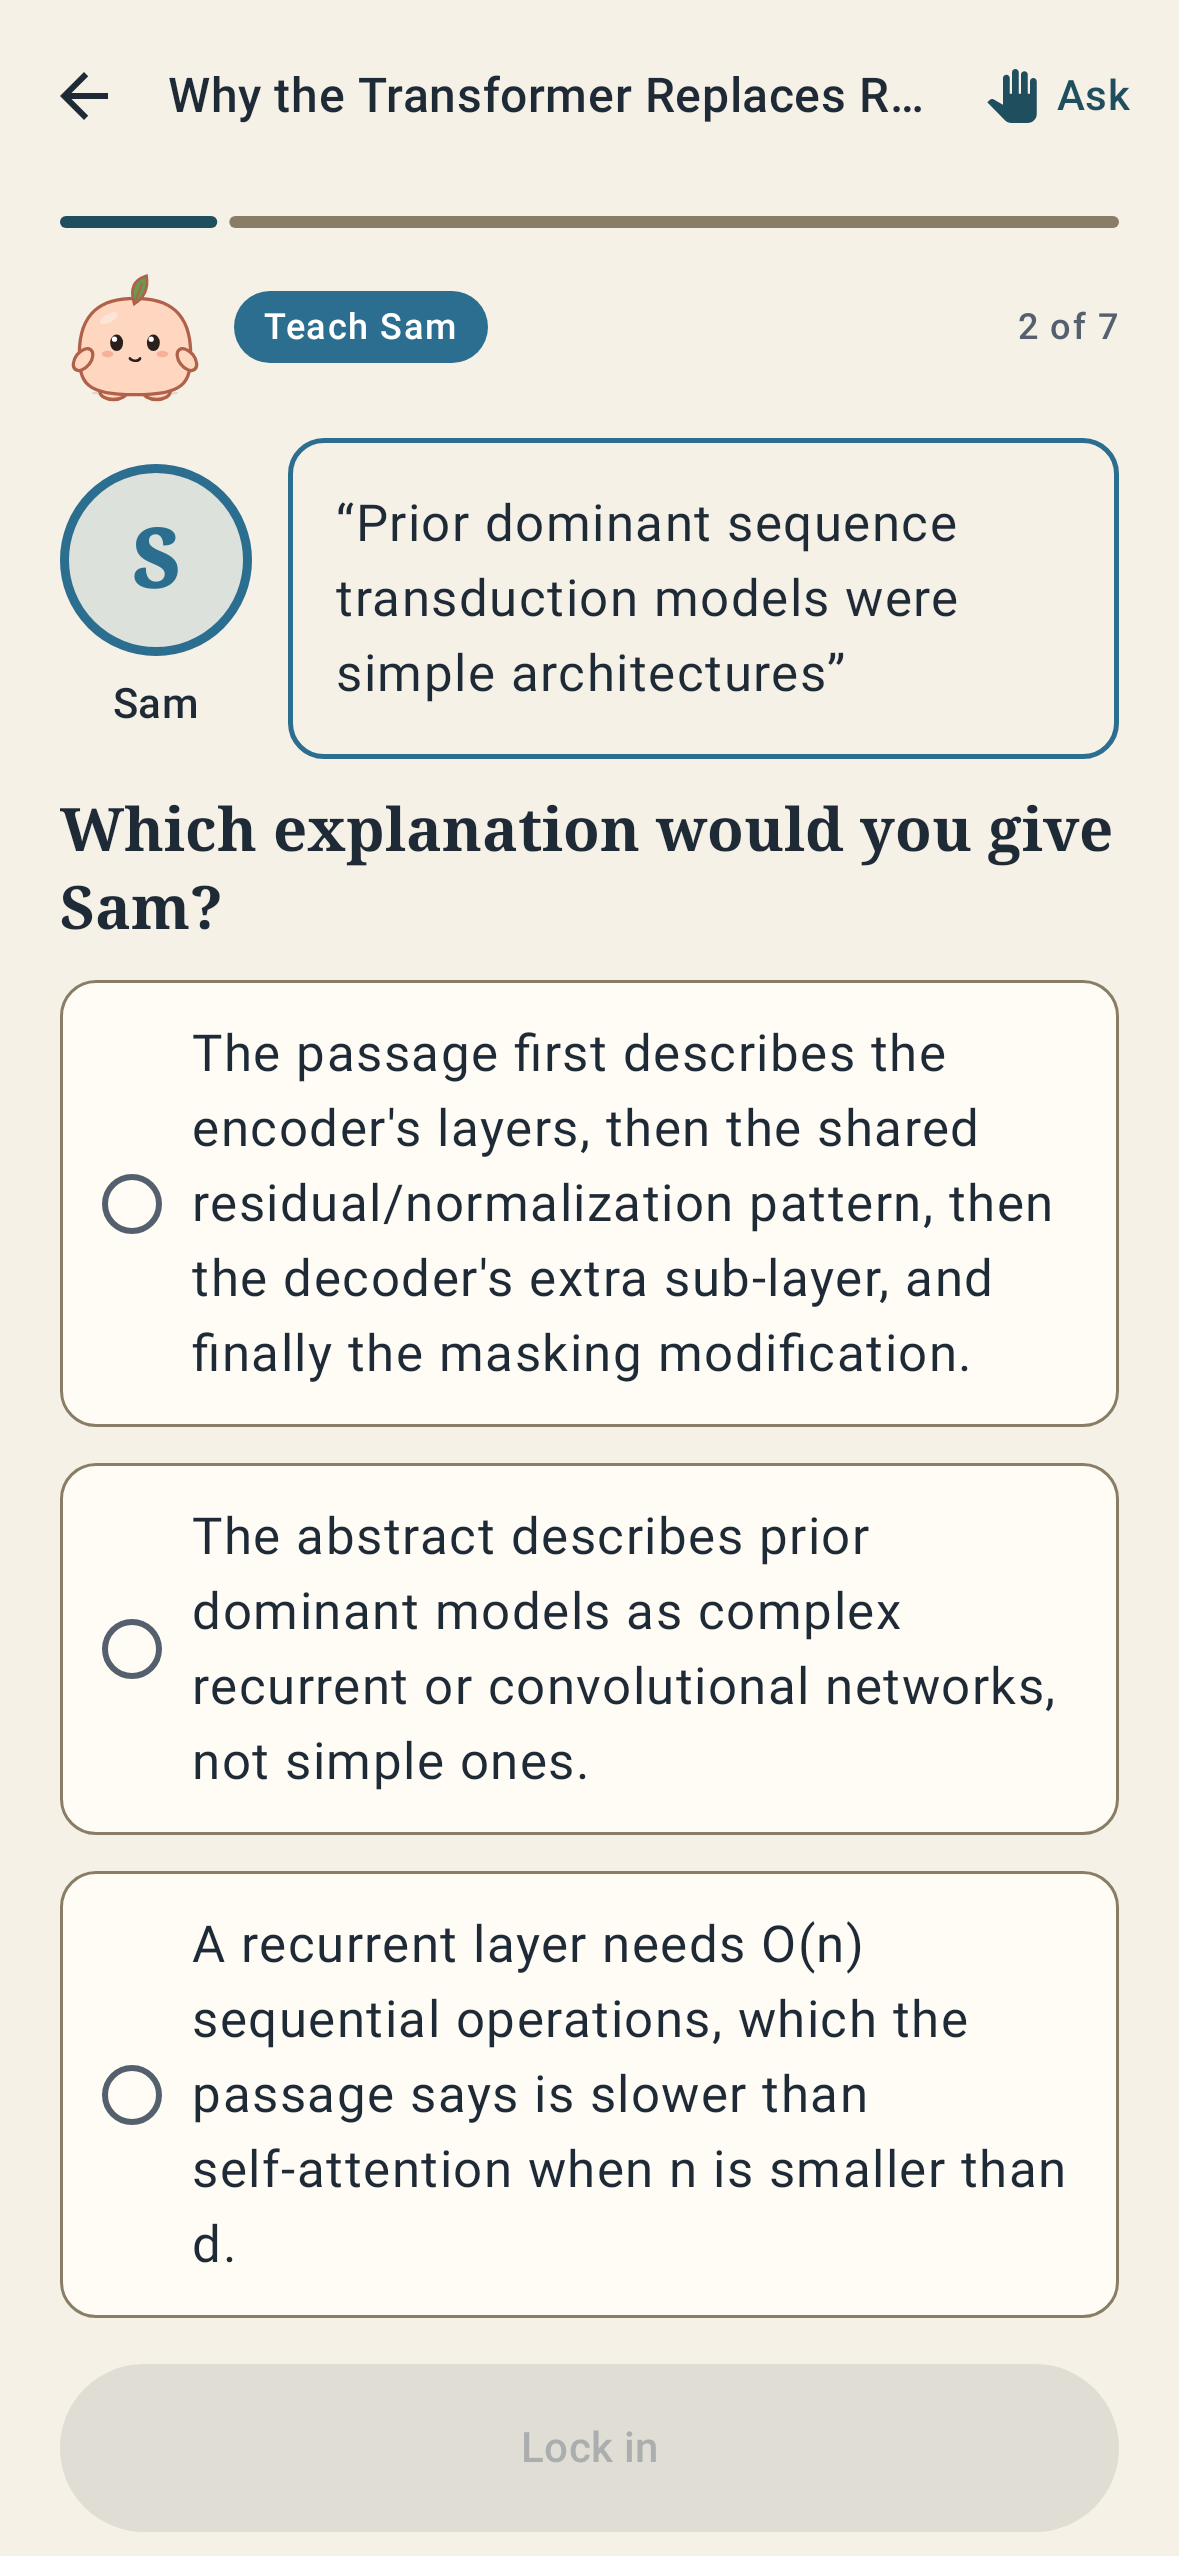 Why the Transformer Replaces R...
Ask
Teach Sam
2 of 7
S
Sam
“Prior dominant sequence
transduction models were
simple architectures”
Which explanation would you give
Sam?
The passage first describes the
encoder's layers, then the shared
residual/normalization pattern, then
the decoder's extra sub-layer, and
finally the masking modification.
The abstract describes prior
dominant models as complex
recurrent or convolutional networks,
not simple ones.
A recurrent layer needs O(n)
sequential operations, which the
passage says is slower than
self-attention when n is smaller than
d.
Lock in